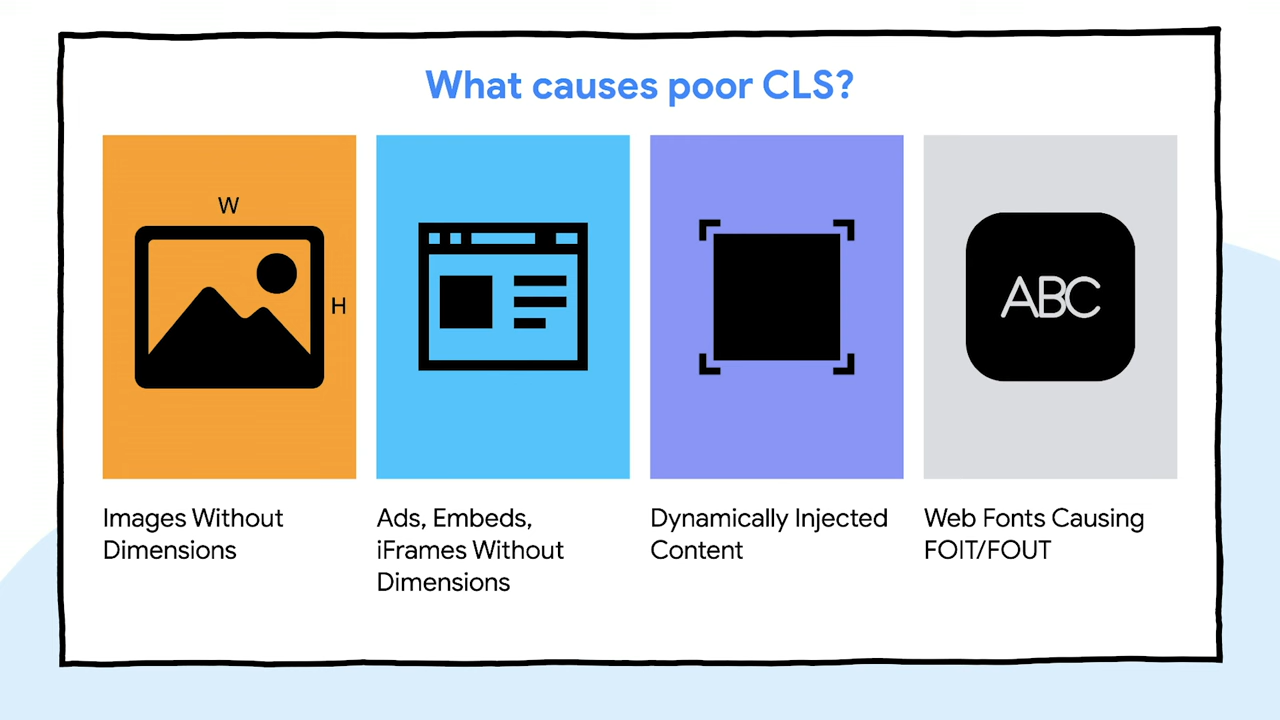 What causes poor CLS?
W
H
ABC
Images Without
Dimensions
Ads, Embeds,
iFrames Without
Dimensions
Dynamically Injected
Content
Web Fonts Causing
FOIT/FOUT